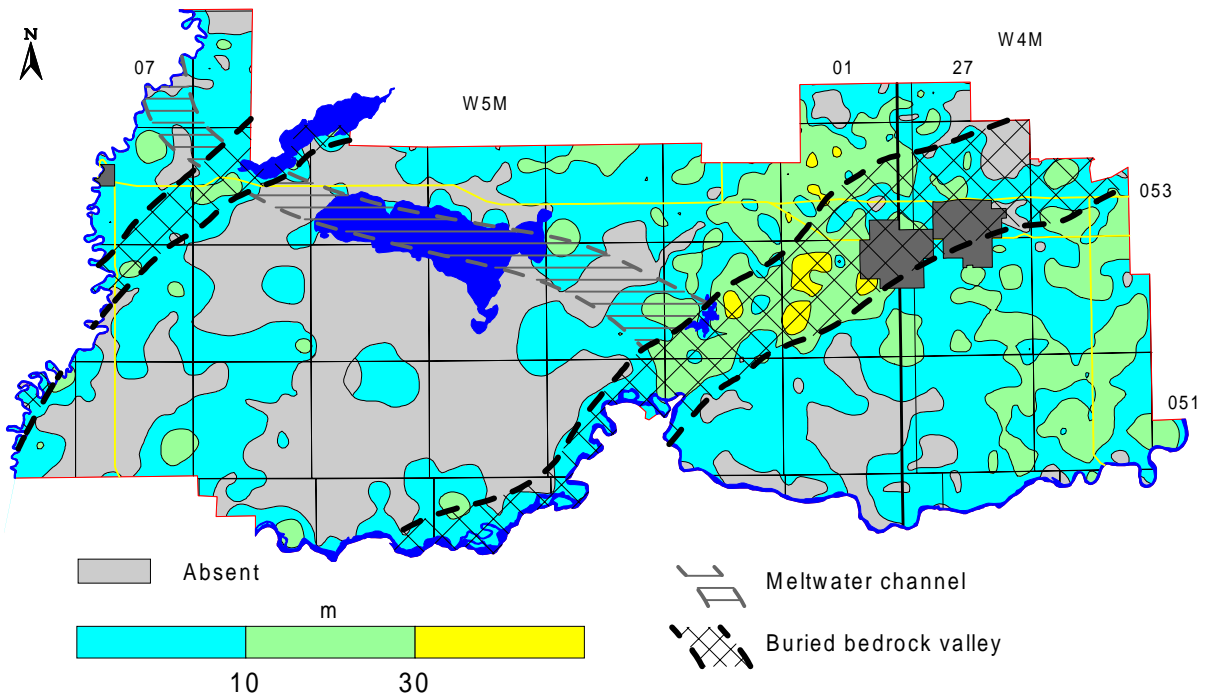 N
W4M
07
01
27
W5M
053
051
Absent
Meltwater channel
m
Buried bedrock valley
10
30